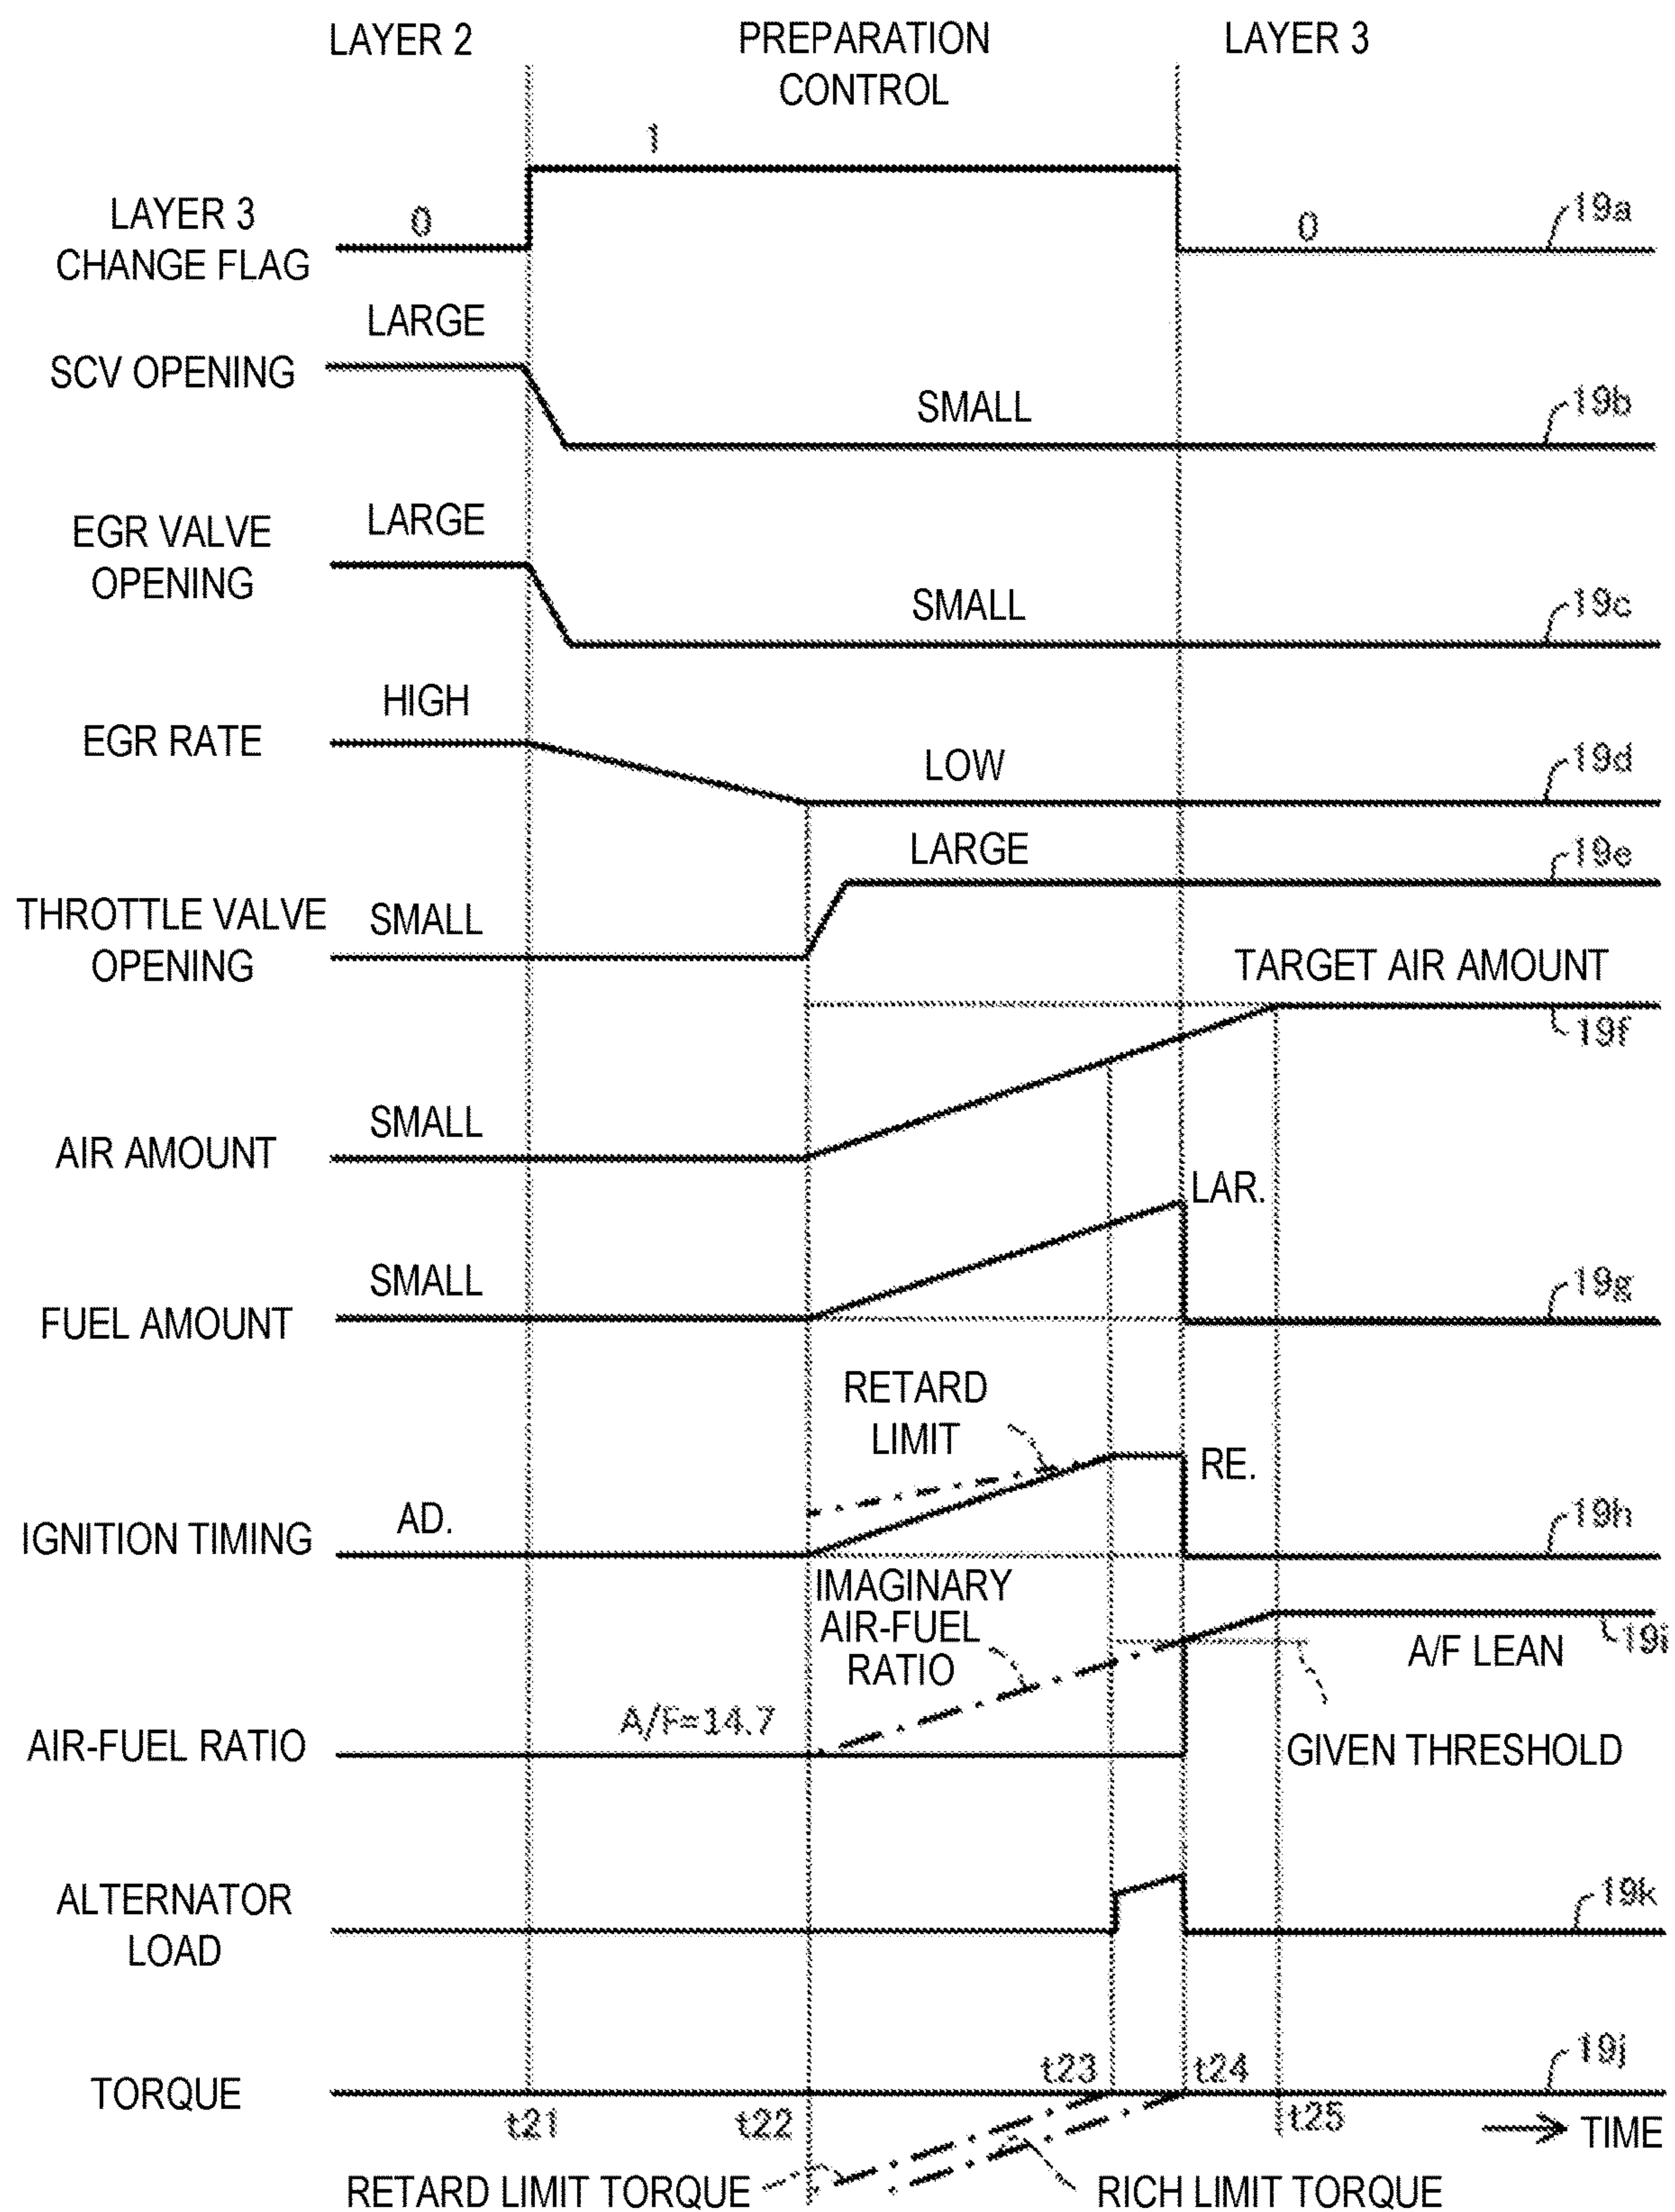 LAYER 2
PREPARATION
CONTROL
LAYER 3
1
LAYER 3
CHANGE FLAG
0
0
19a
LARGE
SCV OPENING
SMALL
19b
EGR VALVE
OPENING
LARGE
SMALL
19c
EGR RATE
HIGH
LOW
19d
LARGE
19e
THROTTLE VALVE
OPENING
SMALL
TARGET AIR AMOUNT
19f
AIR AMOUNT
SMALL
LAR.
FUEL AMOUNT
SMALL
19g
RETARD
LIMIT
RE.
IGNITION TIMING
AD.
19h
IMAGINARY
AIR-FUEL
RATIO
A/F LEAN
19i
AIR-FUEL RATIO
A/F=14.7
GIVEN THRESHOLD
ALTERNATOR
LOAD
19k
TORQUE
t23
t24
19j
t21
t22
t25
TIME
RETARD LIMIT TORQUE
RICH LIMIT TORQUE